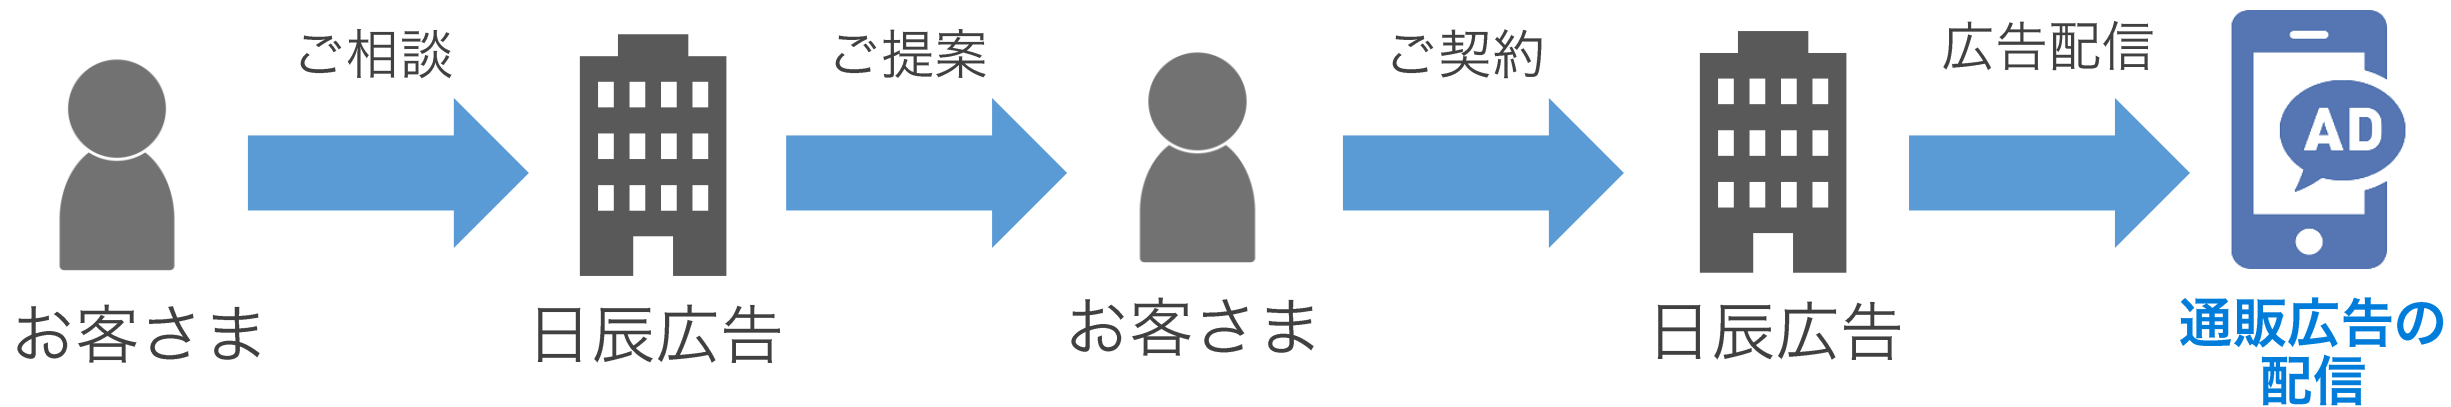 ご相談
ご提案
ご契約
広告配信
AD
お客さま
日辰広告
お客さま
日辰広告
通販広告の
配信